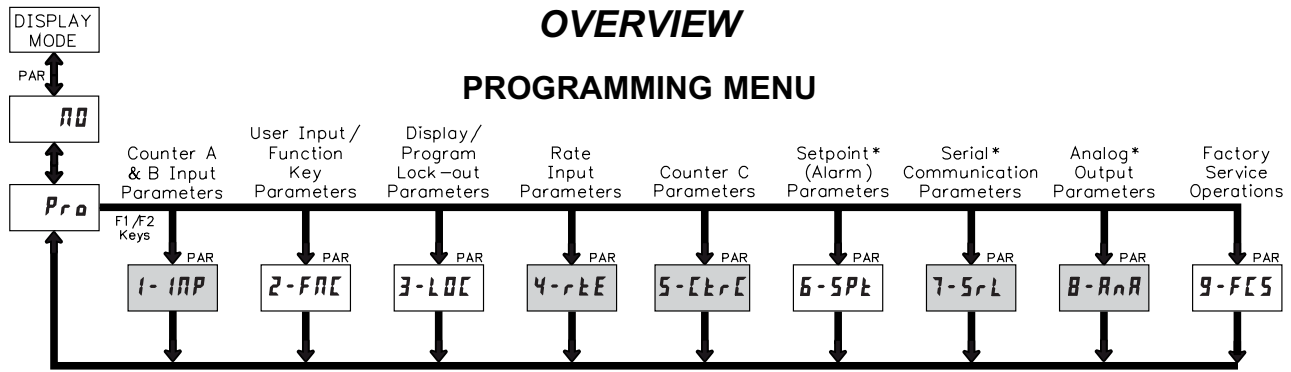 OVERVIEW
PROGRAMMING MENU
DISPLAY
MODE
PAR
NO
Pro
F1/F2
Keys
Counter A
& B Input
Parameters
PAR
1-INP
User Input/
Function
Key
Parameters
PAR
2-FNC
Display/
Program
Lock-out
Parameters
PAR
3-LOC
Rate
Input
Parameters
PAR
4-rtE
Counter C
Parameters
PAR
5-CtrC
Setpoint*
(Alarm)
Parameters
PAR
6-SPt
Serial*
Communication
Parameters
PAR
7-SrL
Analog*
Output
Parameters
PAR
8-AnA
Factory
Service
Operations
PAR
9-FCS